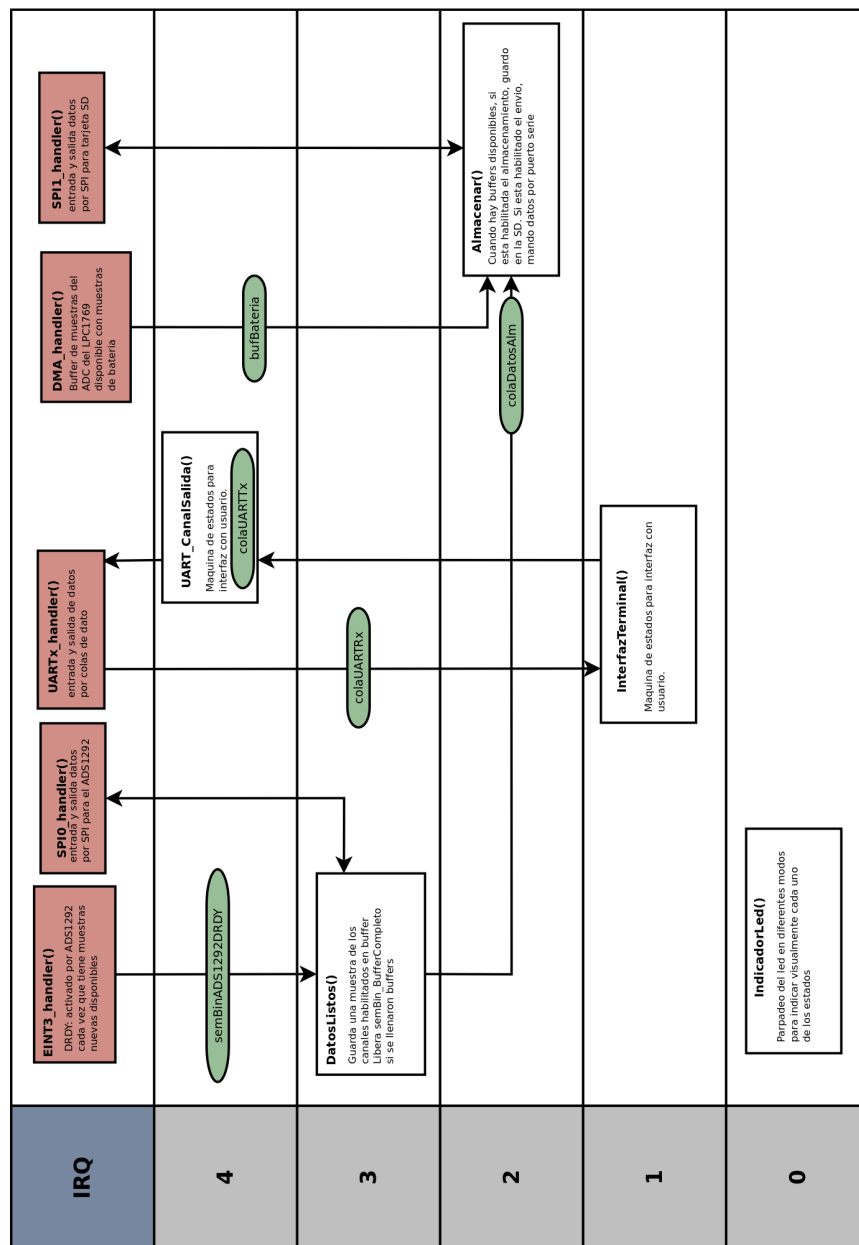 IRQ
EINT3_handler()
DRDY: activado por ADS1292
cada vez que tiene muestras
nuevas disponibles
SPI0_handler()
entrada y salida datos
por SPI para el ADS1292
UARTx_handler()
entrada y salida de datos
por colas de dato
DMA_handler()
Buffer de muestras del
ADC del LPC1769
disponible con muestras
de bateria
SPI1_handler()
entrada y salida datos
por SPI para tarjeta SD
4
semBinADS1292DRDY
UART_CanalSalida()
Maquina de estados para
interfaz con usuario.
colaUARTTx
bufBateria
3
DatosListos()
Guarda una muestra de los
canales habilitados en buffer
Libera semBin_BufferCompleto
si se llenaron buffers
colaUARTRx
2
colaDatosAlm
Almacenar()
Cuando hay buffers disponibles, si
esta habilitada el almacenamiento, guardo
en la SD. Si esta habilitado el envío,
mando datos por puerto serie
1
InterfazTerminal()
Maquina de estados para interfaz con
usuario.
0
IndicadorLed()
Parpadeo del led en diferentes modos
para indicar visualmente cada uno
de los estados